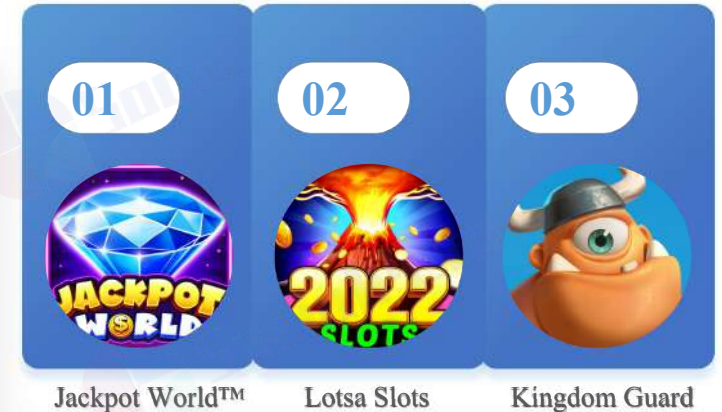 01
02
03
JACKPOT
WORLD
2022
SLOTS
Jackpot World™
Lotsa Slots
Kingdom Guard